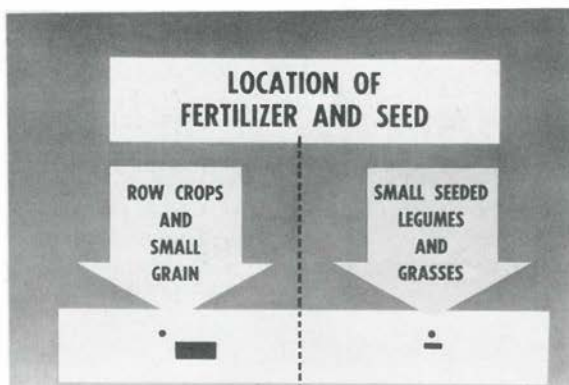 LOCATION OF
FERTILIZER AND SEED
ROW CROPS
AND
SMALL
GRAIN
SMALL SEEDED
LEGUMES
AND
GRASSES